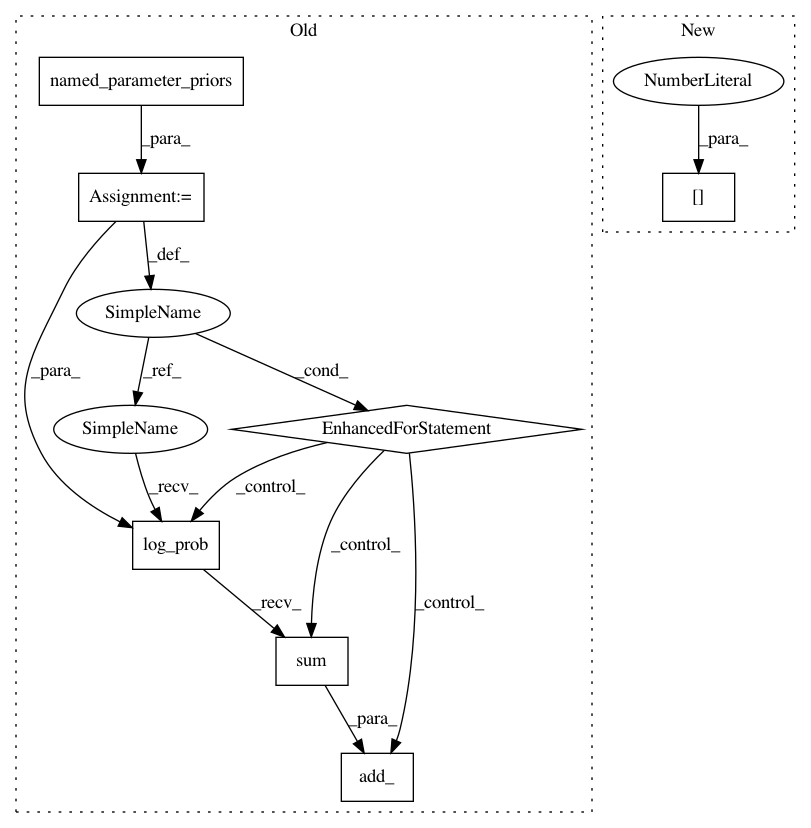 Old
New
named_parameter_priors
NumberLiteral
_para_
_para_
Assignment:=
[]
_def_
SimpleName
_para_
_ref_
_cond_
SimpleName
EnhancedForStatement
_recv_
_control_
log_prob
_control_
_recv_
_control_
sum
_para_
add_